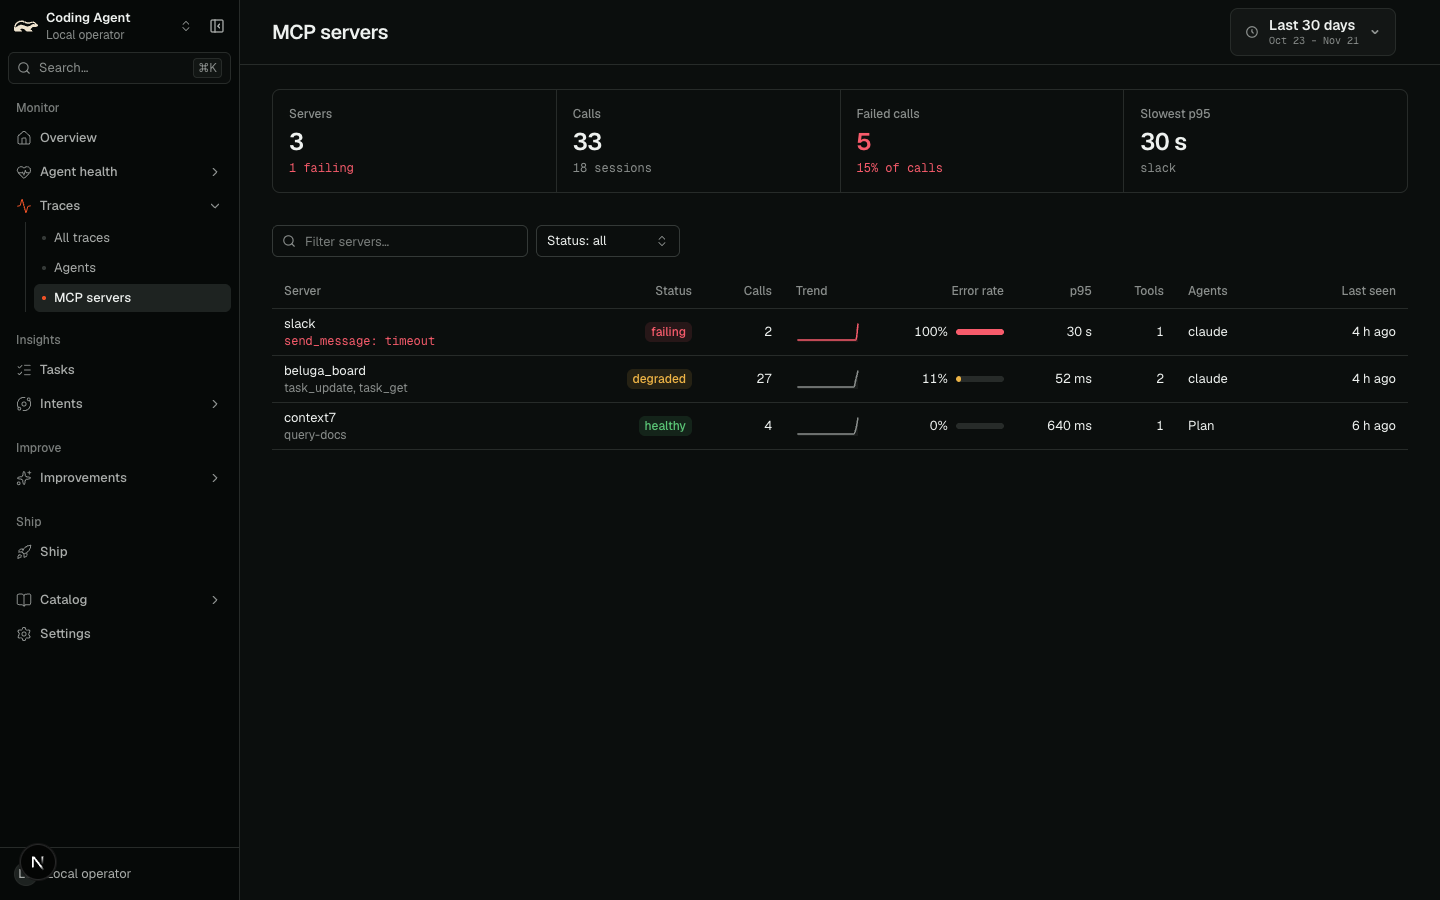 Coding Agent
Local operator
Search…
⌘K
Monitor
Overview
Agent health
Traces
All traces
Agents
MCP servers
Insights
Tasks
Intents
Improve
Improvements
Ship
Ship
Catalog
Settings
N
Local operator
MCP servers
Last 30 days
Oct 23 – Nov 21
Servers
3
1 failing
Calls
33
18 sessions
Failed calls
5
15% of calls
Slowest p95
30 s
slack
Filter servers…
Status: all
Server Status Calls Trend Error rate p95 Tools Agents Last seen
slack failing 2 100% 30 s 1 claude 4 h ago
send_message: timeout
beluga_board degraded 27 11% 52 ms 2 claude 4 h ago
task_update, task_get
context7 healthy 4 0% 640 ms 1 Plan 6 h ago
query-docs